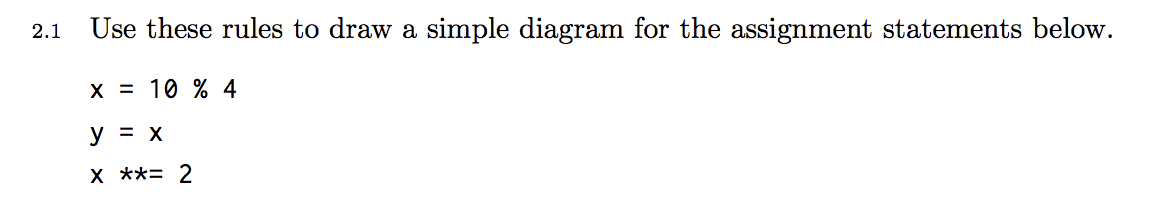 2.1 Use these rules to draw a simple diagram for the assignment statements below.
x = 10 % 4
y = x
x **= 2